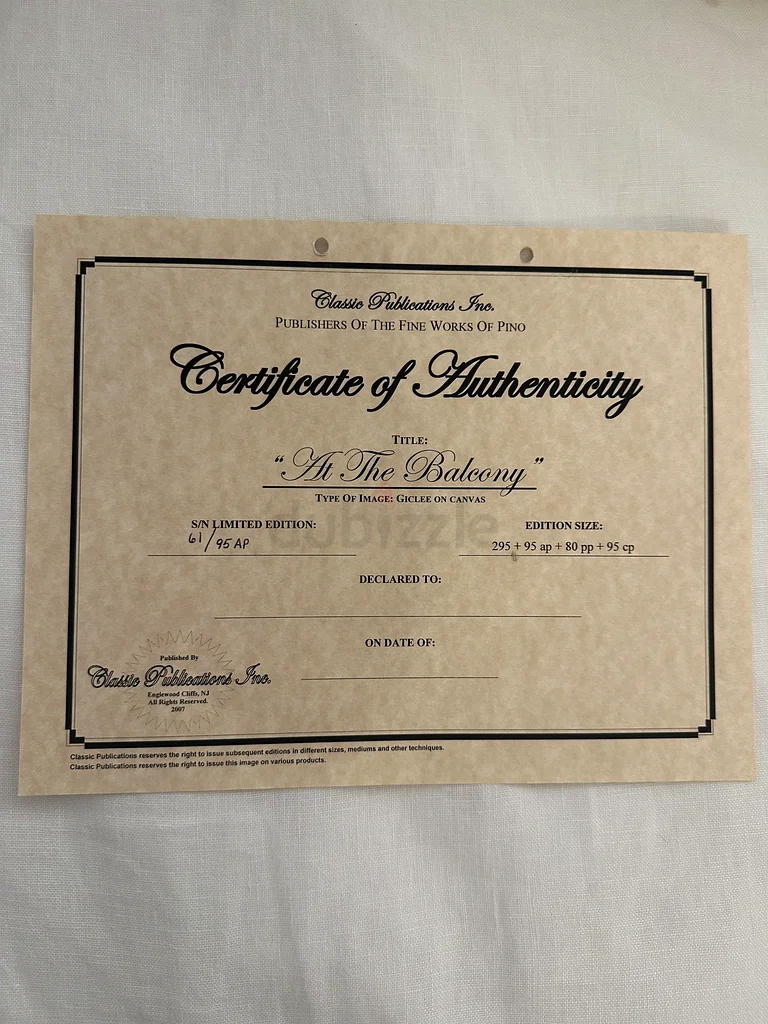 Classic Publications Inc.
PUBLISHERS OF THE FINE WORKS OF PINO
Certificate of Authenticity
TITLE:
“At The Balcony”
TYPE OF IMAGE: GICLEE ON CANVAS
S/N LIMITED EDITION:
61/95 AP
EDITION SIZE:
295 + 95 ap + 80 pp + 95 cp
dubizzle
DECLARED TO:
ON DATE OF:
Published By
Classic Publications Inc.
Englewood Cliffs, NJ
All Rights Reserved.
2007
Classic Publications reserves the right to issue subsequent editions in different sizes, mediums and other techniques.
Classic Publications reserves the right to issue this image on various products.